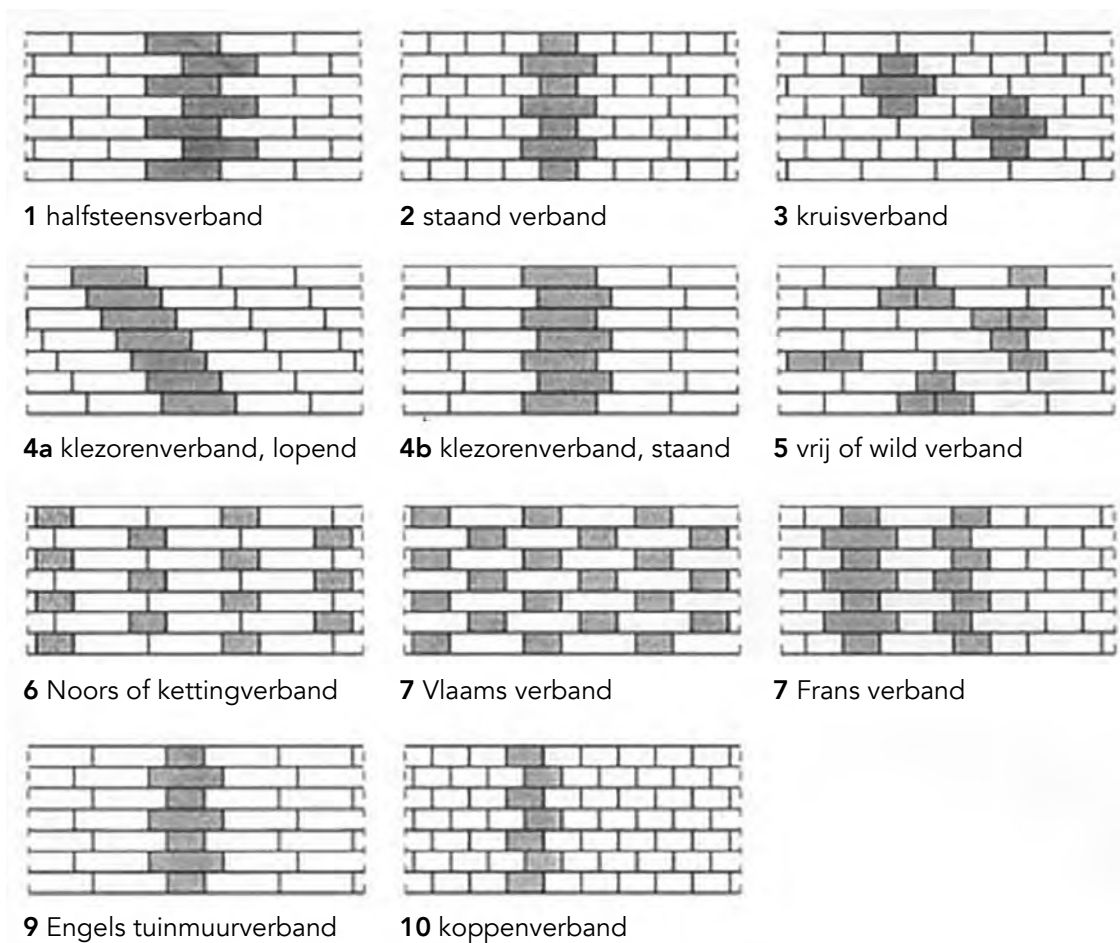 1 halfsteensverband
2 staand verband
3 kruisverband
4a klezorenverband, lopend
4b klezorenverband, staand
5 vrij of wild verband
6 Noors of kettingverband
7 Vlaams verband
7 Frans verband
9 Engels tuinmuurverband
10 koppenverband